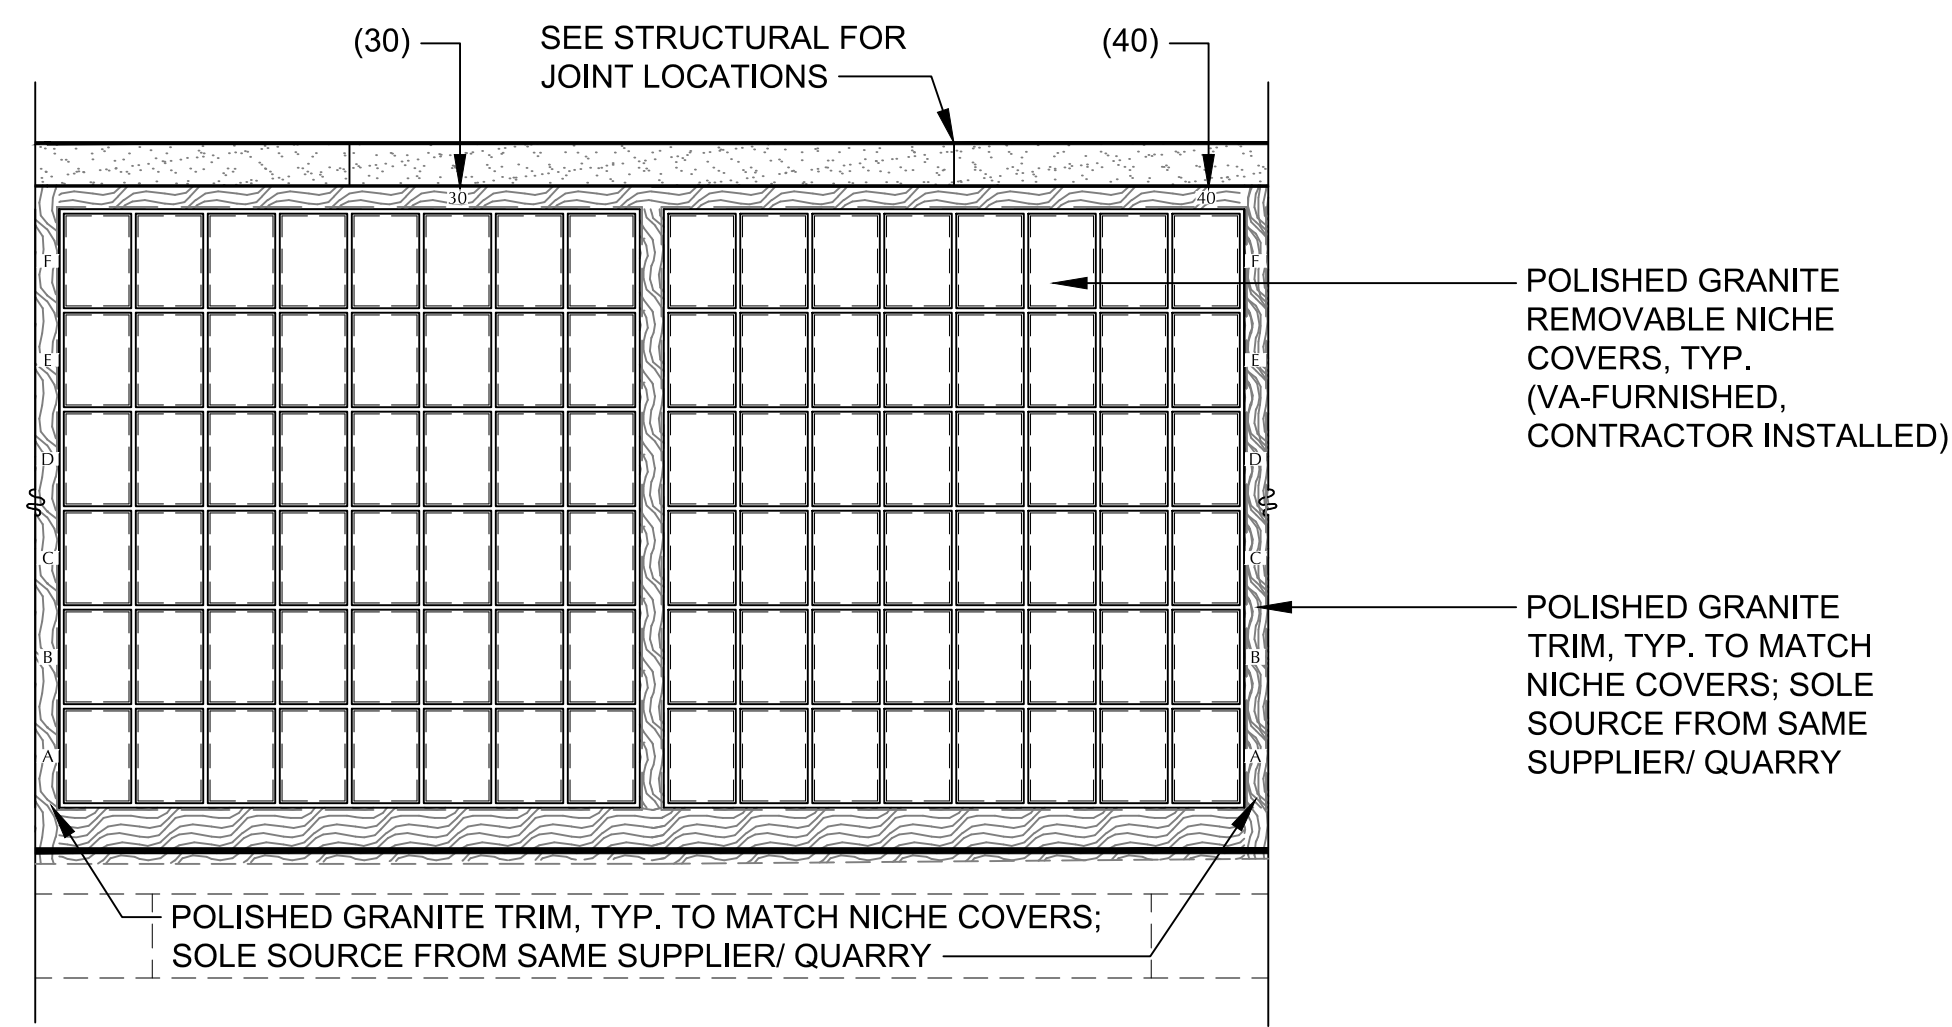 (30)
SEE STRUCTURAL FOR
JOINT LOCATIONS
(40)
30
40
F
E
D
C
B
A
F
E
D
C
B
A
POLISHED GRANITE
REMOVABLE NICHE
COVERS, TYP.
(VA-FURNISHED,
CONTRACTOR INSTALLED)
POLISHED GRANITE
TRIM, TYP. TO MATCH
NICHE COVERS; SOLE
SOURCE FROM SAME
SUPPLIER/ QUARRY
POLISHED GRANITE TRIM, TYP. TO MATCH NICHE COVERS;
SOLE SOURCE FROM SAME SUPPLIER/ QUARRY